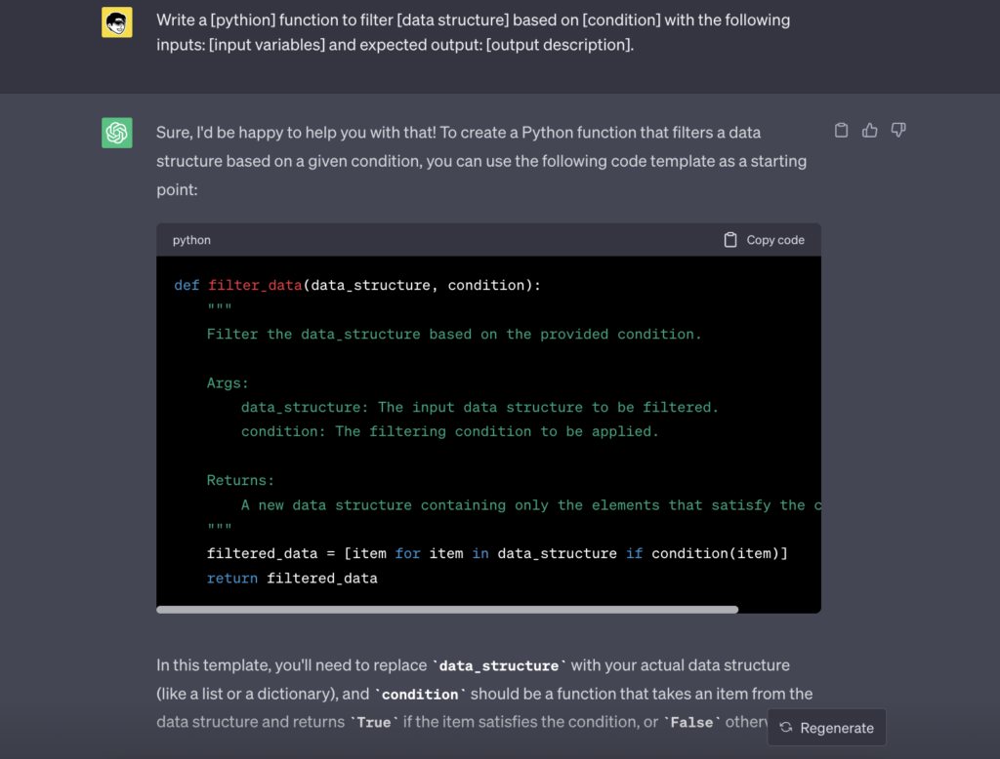 Write a [pythion] function to filter [data structure] based on [condition] with the following
inputs: [input variables] and expected output: [output description].
Sure, I'd be happy to help you with that! To create a Python function that filters a data
structure based on a given condition, you can use the following code template as a starting
point:
python
Copy code
def filter_data(data_structure, condition):
"""
Filter the data_structure based on the provided condition.
Args:
data_structure: The input data structure to be filtered.
condition: The filtering condition to be applied.
Returns:
A new data structure containing only the elements that satisfy the c
"""
filtered_data = [item for item in data_structure if condition(item)]
return filtered_data
In this template, you'll need to replace `data_structure` with your actual data structure
(like a list or a dictionary), and `condition` should be a function that takes an item from the
data structure and returns `True` if the item satisfies the condition, or `False` otherw
Regenerate